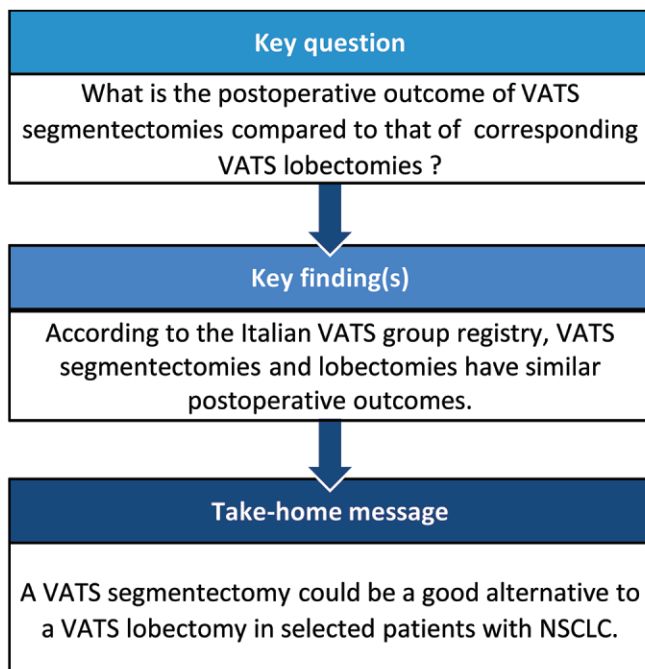 Key question
What is the postoperative outcome of VATS
segmentectomies compared to that of corresponding
VATS lobectomies ?
Key finding(s)
According to the Italian VATS group registry, VATS
segmentectomies and lobectomies have similar
postoperative outcomes.
Take-home message
A VATS segmentectomy could be a good alternative to
a VATS lobectomy in selected patients with NSCLC.